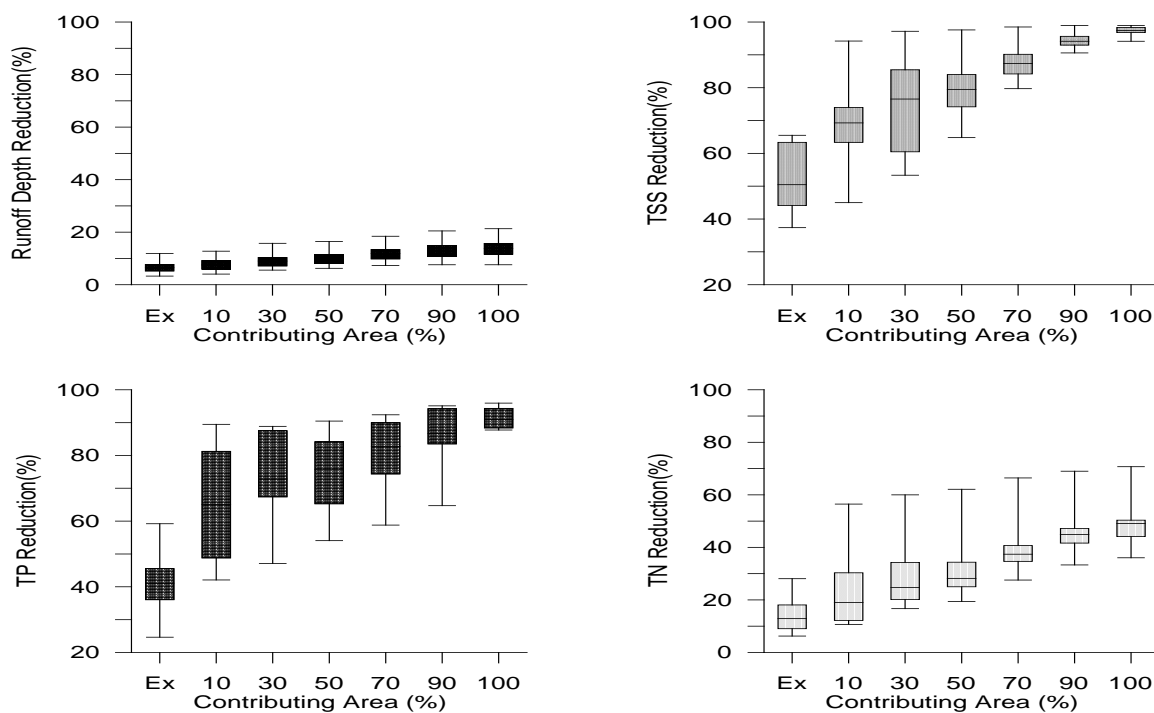 Runoff Depth Reduction(%)
100
80
60
40
20
0
Ex 10 30 50 70 90 100
Contributing Area (%)
TSS Reduction(%)
100
80
60
40
20
Ex 10 30 50 70 90 100
Contributing Area (%)
TP Reduction(%)
100
80
60
40
20
Ex 10 30 50 70 90 100
Contributing Area (%)
TN Reduction(%)
100
80
60
40
20
0
Ex 10 30 50 70 90 100
Contributing Area (%)